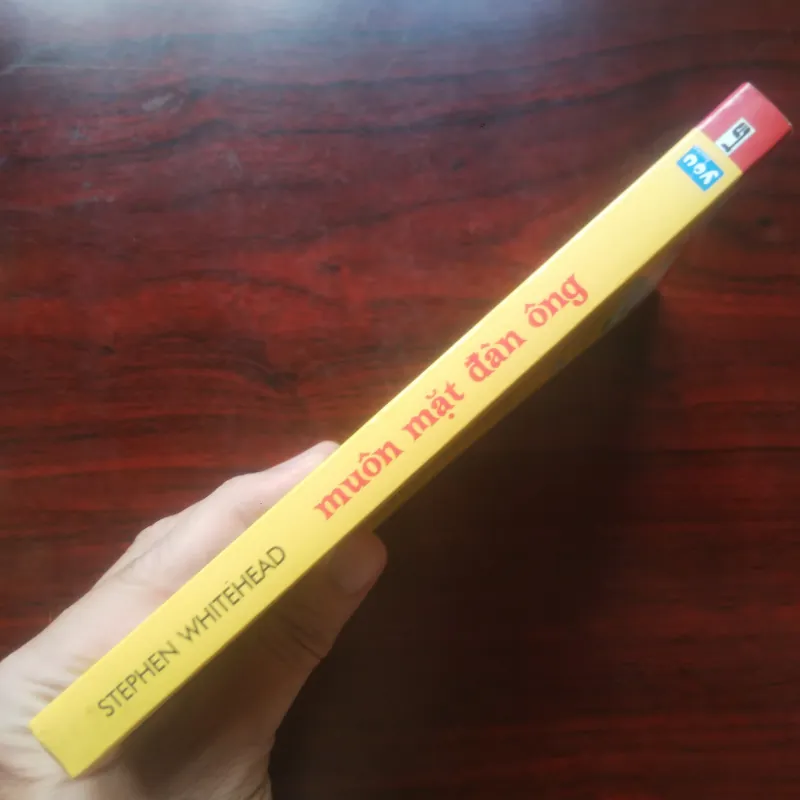 STEPHEN WHITEHEAD
muôn mặt đàn ông
you